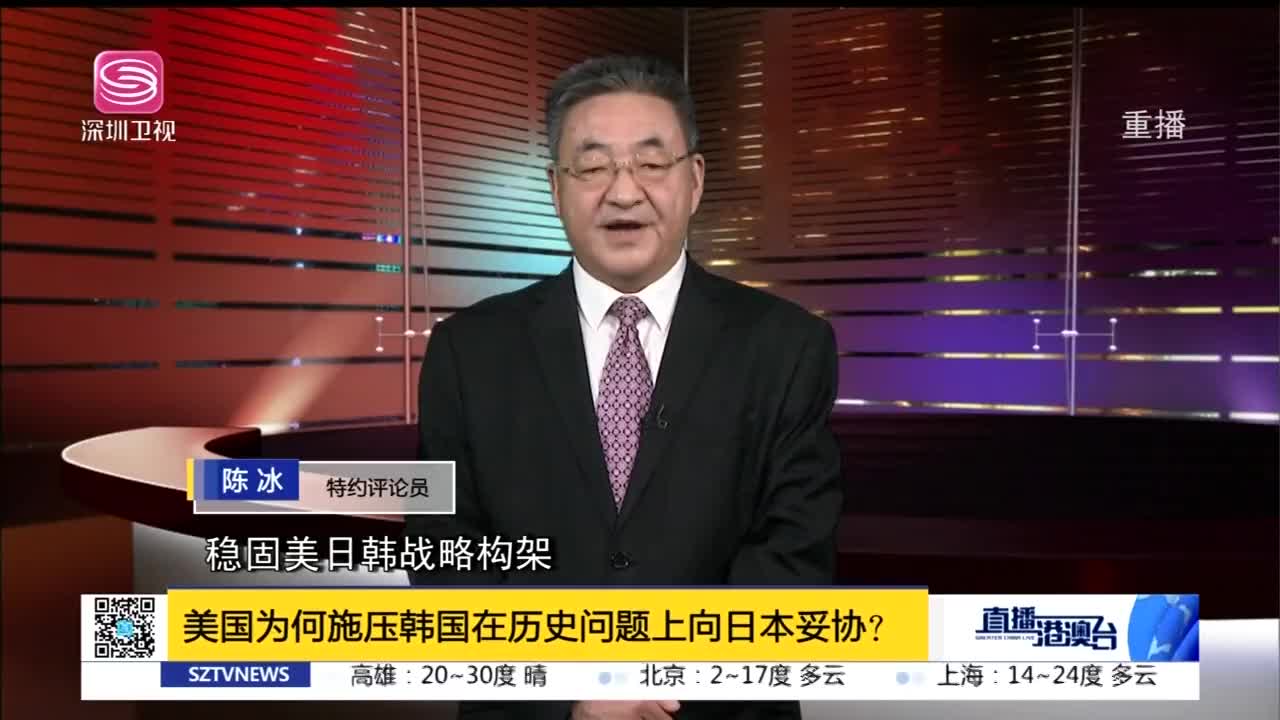 深圳卫视
重播
陈冰
特约评论员
稳固美日韩战略构架
美国为何施压韩国在历史问题上向日本妥协?
直播港澳台
GREATER CHINA LIVE
SZTVNEWS
高雄:20~30度 晴
北京:2~17度 多云
上海:14~24度 多云